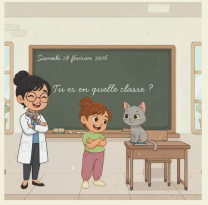 Samedi 28 février 2026
Tu es en quelle classe ?